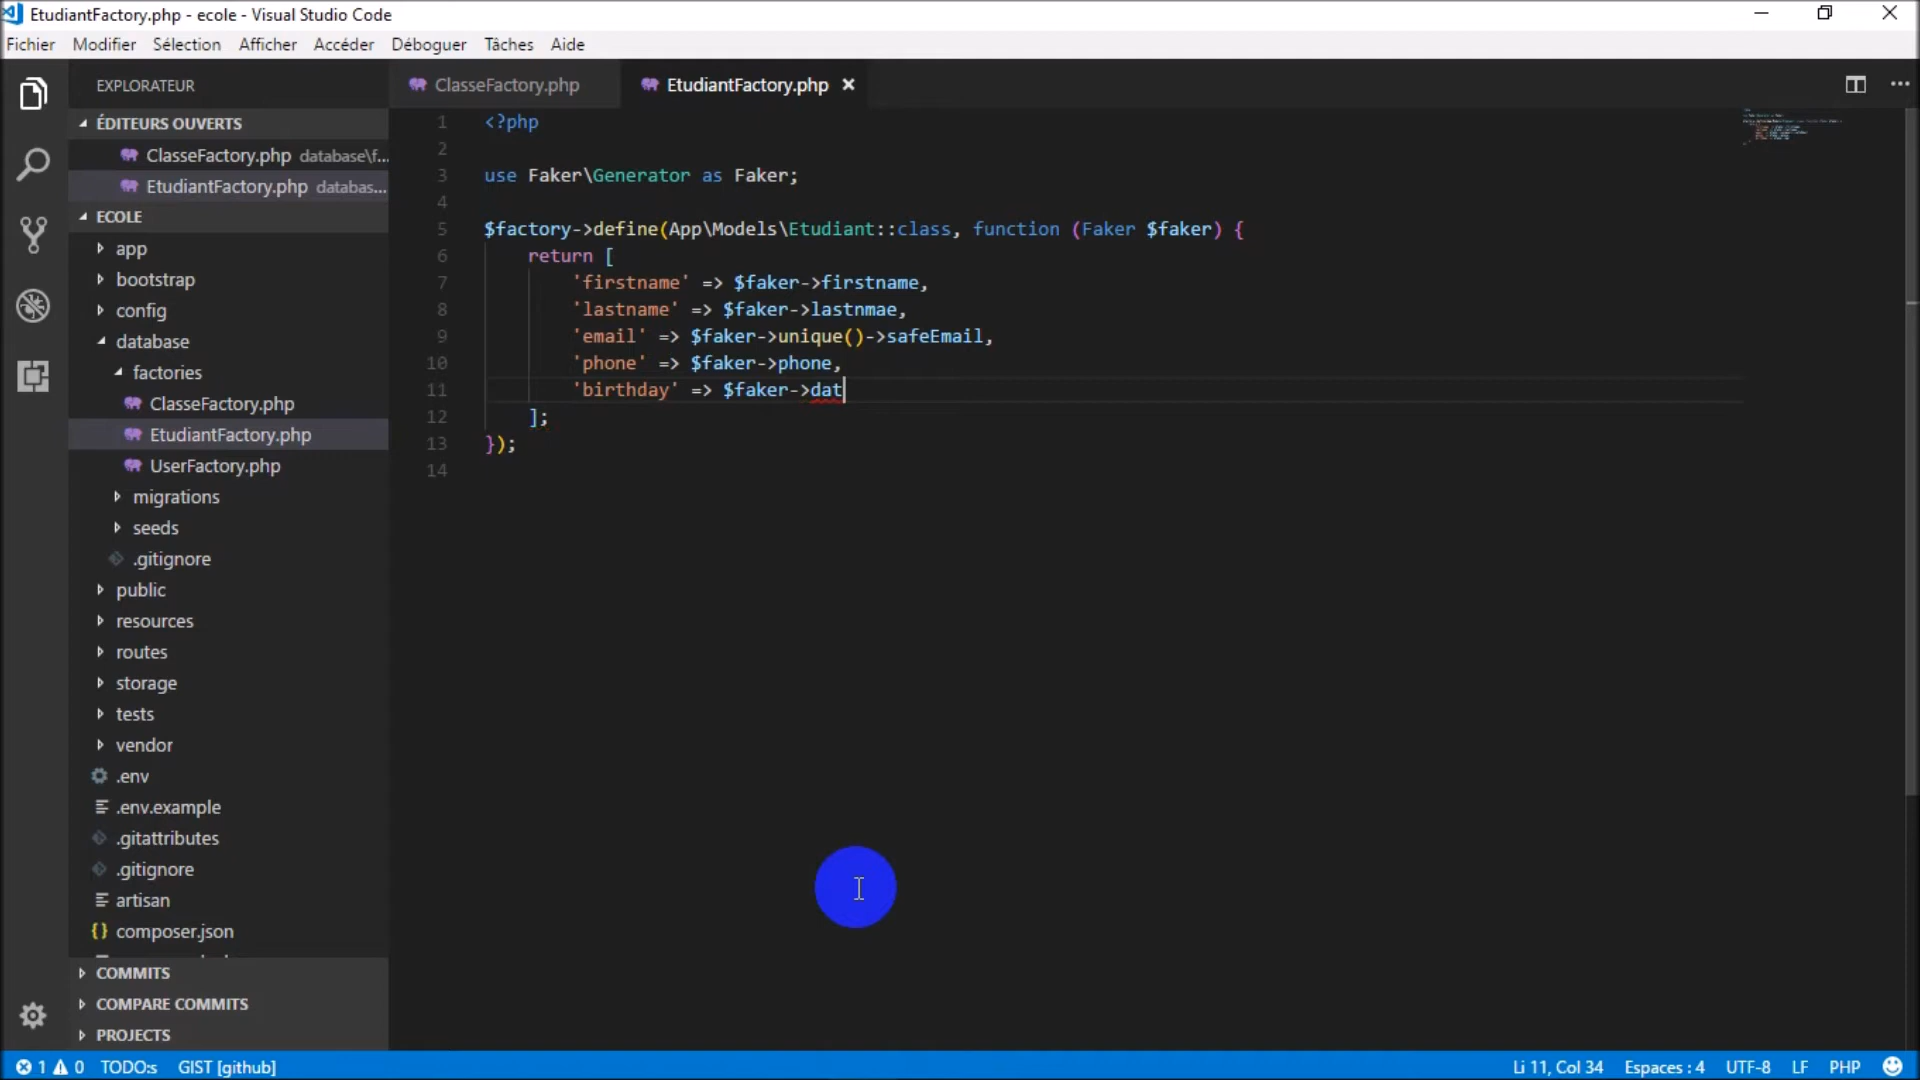 EtudiantFactory.php - ecole - Visual Studio Code
Fichier Modifier Sélection Afficher Accéder Déboguer Tâches Aide
EXPLORATEUR
ClasseFactory.php
EtudiantFactory.php
ÉDITEURS OUVERTS
ClasseFactory.php database\f...
EtudiantFactory.php databas...
ECOLE
app
bootstrap
config
database
factories
ClasseFactory.php
EtudiantFactory.php
UserFactory.php
migrations
seeds
.gitignore
public
resources
routes
storage
tests
vendor
.env
.env.example
.gitattributes
.gitignore
artisan
{} composer.json
COMMITS
COMPARE COMMITS
PROJECTS
1 <?php
2
3 use Faker\Generator as Faker;
4
5 $factory->define(App\Models\Etudiant::class, function (Faker $faker) {
6 return [
7 'firstname' => $faker->firstname,
8 'lastname' => $faker->lastnmae,
9 'email' => $faker->unique()->safeEmail,
10 'phone' => $faker->phone,
11 'birthday' => $faker->dat
12 ];
13 });
14
1 0 TODO:s GIST [github]
Li 11, Col 34 Espaces : 4 UTF-8 LF PHP